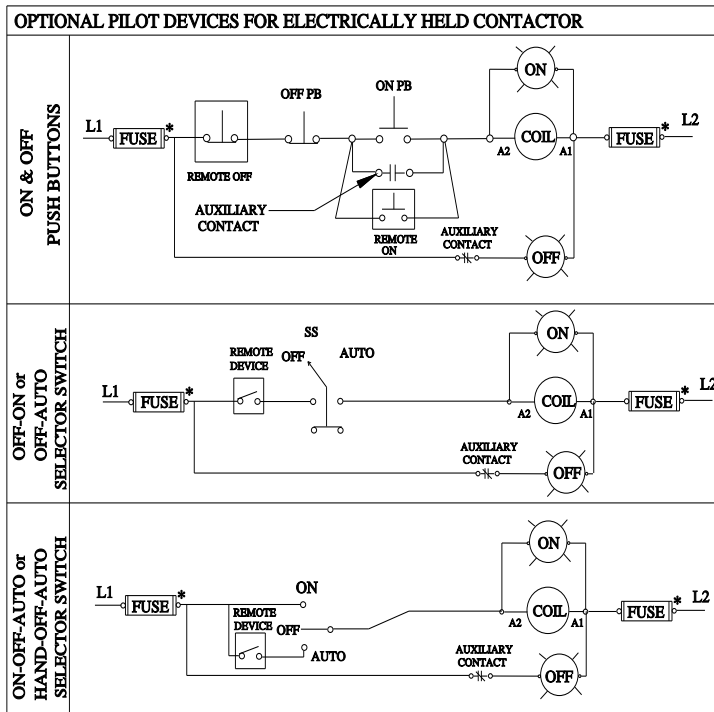 OPTIONAL PILOT DEVICES FOR ELECTRICALLY HELD CONTACTOR
ON & OFF
PUSH BUTTONS
L1
FUSE
*
REMOTE OFF
OFF PB
ON PB
AUXILIARY
CONTACT
REMOTE
ON
AUXILIARY
CONTACT
ON
COIL
A2
A1
OFF
FUSE
*
L2
OFF-ON or
OFF-AUTO
SELECTOR SWITCH
L1
FUSE
*
REMOTE
DEVICE
SS
OFF
AUTO
AUXILIARY
CONTACT
ON
COIL
A2
A1
OFF
FUSE
*
L2
ON-OFF-AUTO or
HAND-OFF-AUTO
SELECTOR SWITCH
L1
FUSE
*
REMOTE
DEVICE
ON
OFF
AUTO
AUXILIARY
CONTACT
ON
COIL
A2
A1
OFF
FUSE
*
L2